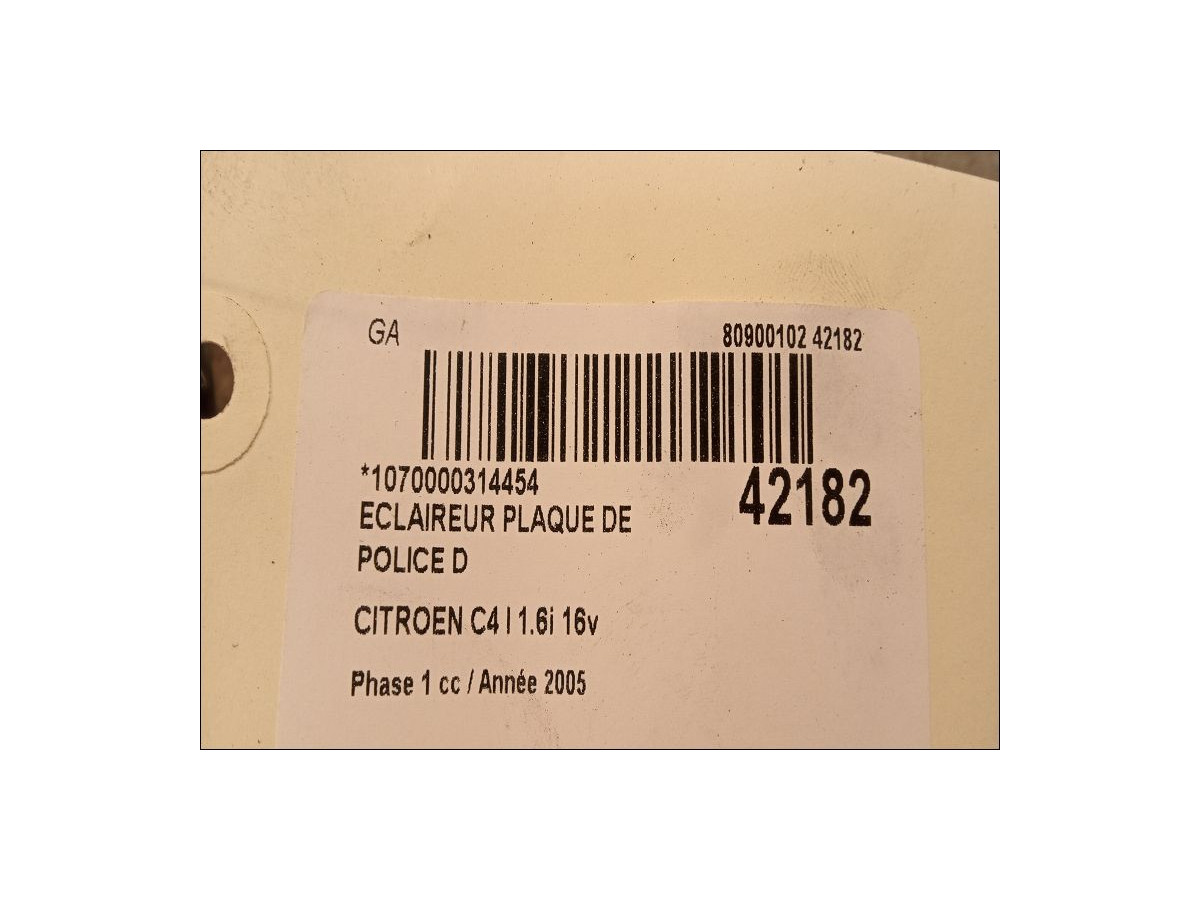 GA
80900102 42182
*1070000314454
42182
ECLAIREUR PLAQUE DE
POLICE D
CITROEN C4 I 1.6i 16v
Phase 1 cc / Année 2005